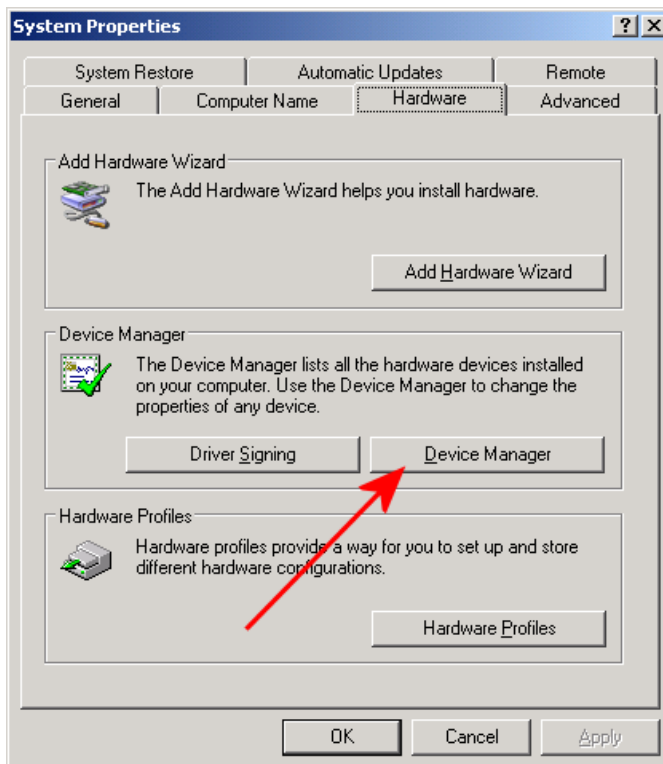 System Properties
System Restore
Automatic Updates
Remote
General
Computer Name
Hardware
Advanced
Add Hardware Wizard
The Add Hardware Wizard helps you install hardware.
Add Hardware Wizard
Device Manager
The Device Manager lists all the hardware devices installed
on your computer. Use the Device Manager to change the
properties of any device.
Driver Signing
Device Manager
Hardware Profiles
Hardware profiles provide a way for you to set up and store
different hardware configurations.
Hardware Profiles
OK
Cancel
Apply